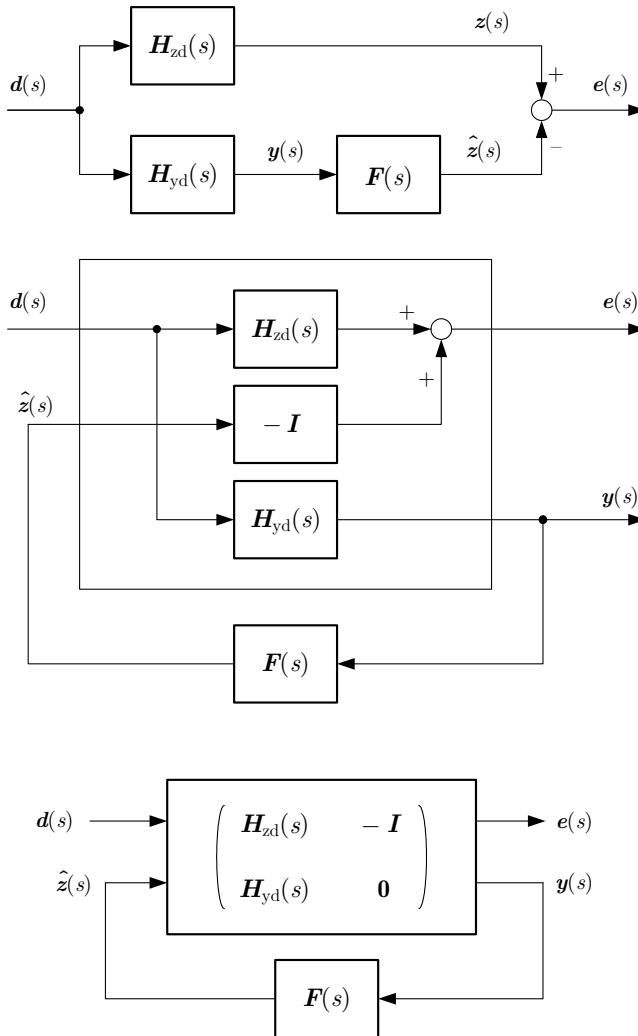 z(s)
H_zd(s)
d(s) + e(s)
y(s) ẑ(s) −
H_yd(s) F(s)
d(s) + e(s)
H_zd(s)
+
ẑ(s)
− I
y(s)
H_yd(s)
F(s)
d(s) H_zd(s) − I e(s)
ẑ(s) H_yd(s) 0 y(s)
F(s)